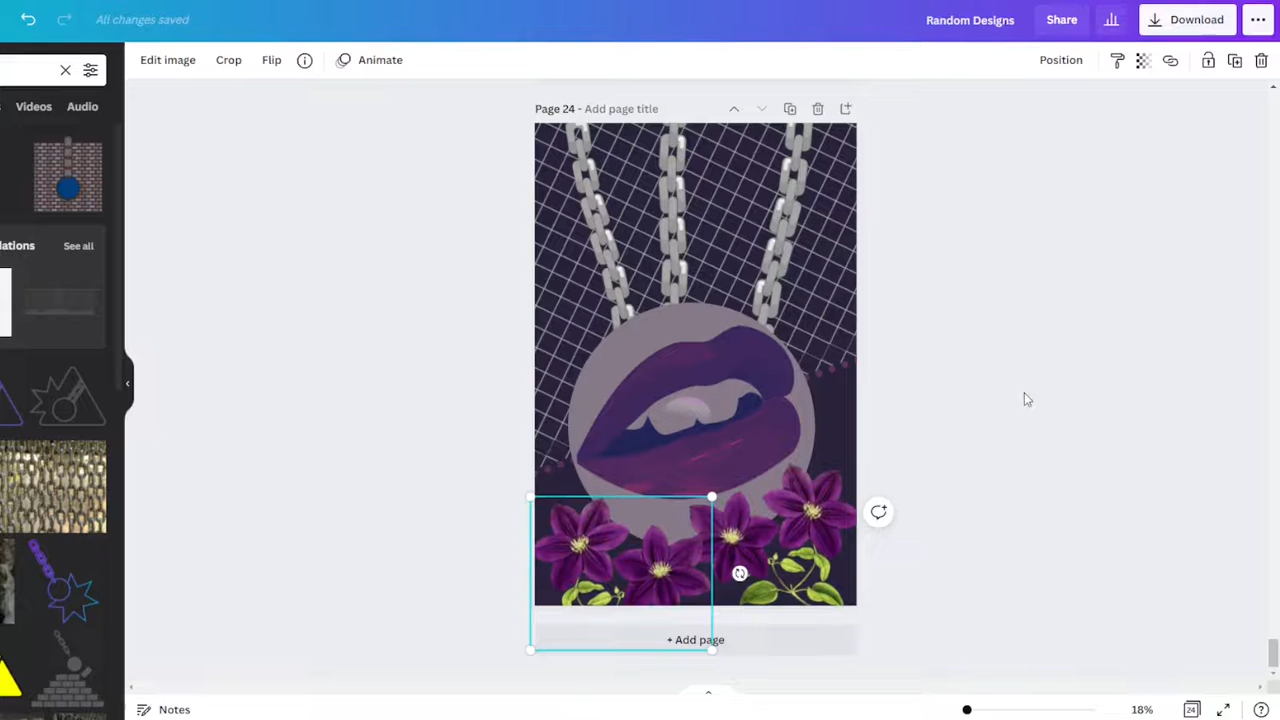 All changes saved
Random Designs
Share
Download
Edit image
Crop
Flip
Animate
Position
Videos
Audio
See all
Page 24 - Add page title
+ Add page
Notes
18%
24